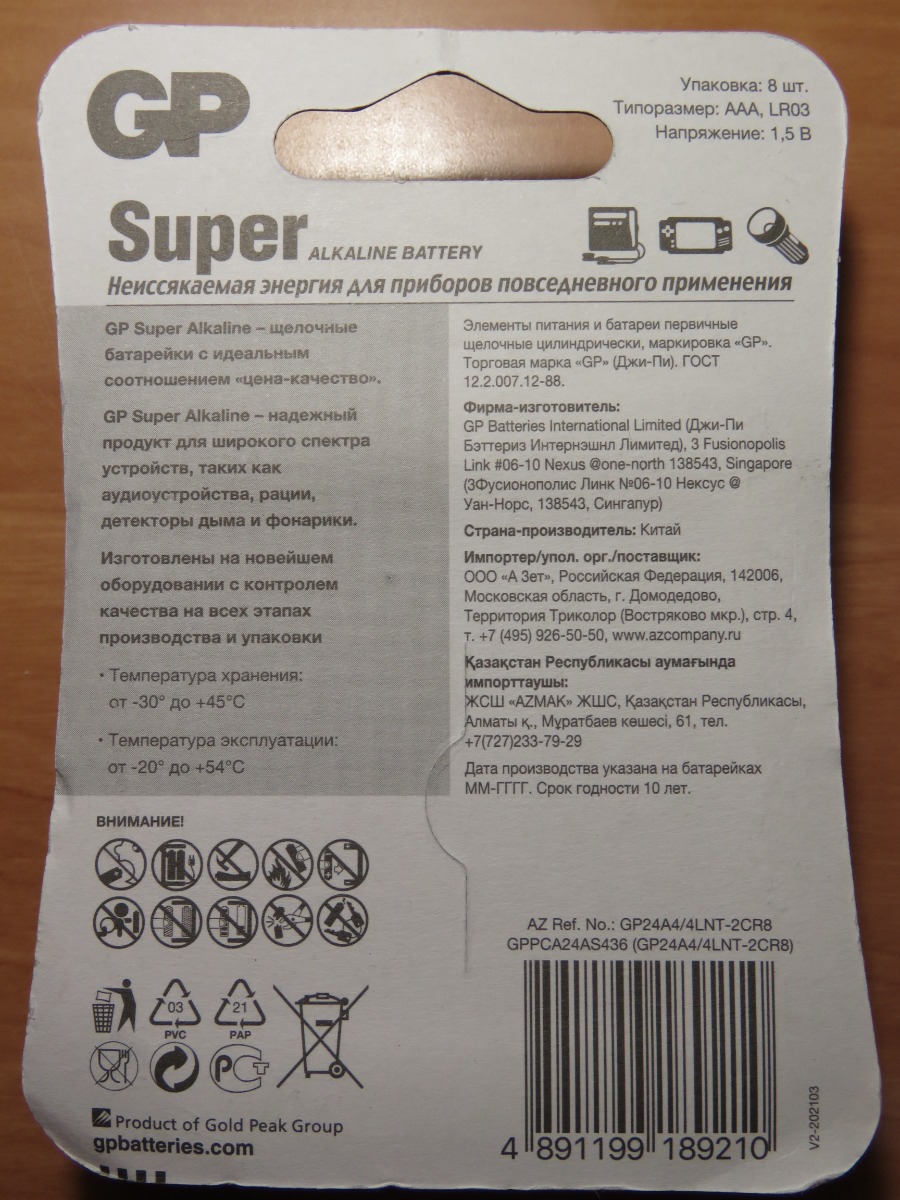 GP
Упаковка: 8 шт.
Типоразмер: AAA, LR03
Напряжение: 1,5 В
Super ALKALINE BATTERY
Неиссякаемая энергия для приборов повседневного применения
GP Super Alkaline – щелочные
батарейки с идеальным
соотношением «цена-качество».
GP Super Alkaline – надежный
продукт для широкого спектра
устройств, таких как
аудиоустройства, рации,
детекторы дыма и фонарики.
Изготовлены на новейшем
оборудовании с контролем
качества на всех этапах
производства и упаковки
• Температура хранения:
от -30° до +45°C
• Температура эксплуатации:
от -20° до +54°C
Элементы питания и батареи первичные
щелочные цилиндрически, маркировка «GP».
Торговая марка «GP» (Джи-Пи). ГОСТ
12.2.007.12-88.
Фирма-изготовитель:
GP Batteries International Limited (Джи-Пи
Бэттериз Интернэшнл Лимитед), 3 Fusionopolis
Link #06-10 Nexus @one-north 138543, Singapore
(3Фусионополис Линк №06-10 Нексус @
Уан-Норс, 138543, Сингапур)
Страна-производитель: Китай
Импортер/упол. орг./поставщик:
ООО «А Зет», Российская Федерация, 142006,
Московская область, г. Домодедово,
Территория Триколор (Востряково мкр.), стр. 4,
т. +7 (495) 926-50-50, www.azcompany.ru
Қазақстан Республикасы аумағында
импорттаушы:
ЖСШ «AZMAK» ЖШС, Қазақстан Республикасы,
Алматы қ., Мұратбаев көшесі, 61, тел.
+7(727)233-79-29
Дата производства указана на батарейках
ММ-ГГГГ. Срок годности 10 лет.
ВНИМАНИЕ!
AZ Ref. No.: GP24A4/4LNT-2CR8
GPPCA24AS436 (GP24A4/4LNT-2CR8)
03
PVC
21
PAP
РСТ
Product of Gold Peak Group
gpbatteries.com
4 891199 189210
V2-202103